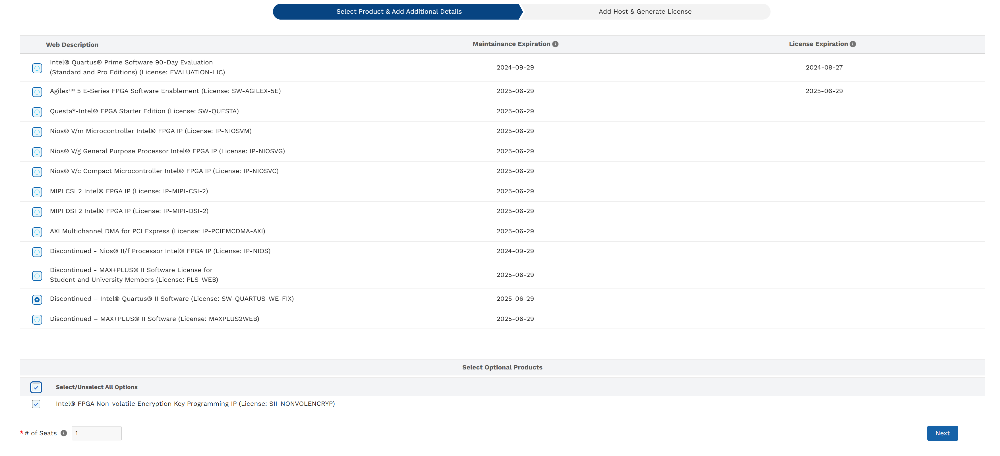 Select Product & Add Additional Details
Add Host & Generate License
Web Description Maintainance Expiration License Expiration
Intel® Quartus® Prime Software 90-Day Evaluation
(Standard and Pro Editions) (License: EVALUATION-LIC) 2024-09-29 2024-09-27
Agilex™ 5 E-Series FPGA Software Enablement (License: SW-AGILEX-5E) 2025-06-29 2025-06-29
Questa*-Intel® FPGA Starter Edition (License: SW-QUESTA) 2025-06-29
Nios® V/m Microcontroller Intel® FPGA IP (License: IP-NIOSVM) 2025-06-29
Nios® V/g General Purpose Processor Intel® FPGA IP (License: IP-NIOSVG) 2025-06-29
Nios® V/c Compact Microcontroller Intel® FPGA IP (License: IP-NIOSVC) 2025-06-29
MIPI CSI 2 Intel® FPGA IP (License: IP-MIPI-CSI-2) 2025-06-29
MIPI DSI 2 Intel® FPGA IP (License: IP-MIPI-DSI-2) 2025-06-29
AXI Multichannel DMA for PCI Express (License: IP-PCIEMCDMA-AXI) 2025-06-29
Discontinued - Nios® II/f Processor Intel® FPGA IP (License: IP-NIOS) 2024-09-29
Discontinued - MAX+PLUS® II Software License for
Student and University Members (License: PLS-WEB) 2025-06-29
Discontinued – Intel® Quartus® II Software (License: SW-QUARTUS-WE-FIX) 2025-06-29
Discontinued – MAX+PLUS® II Software (License: MAXPLUS2WEB) 2025-06-29
Select Optional Products
Select/Unselect All Options
Intel® FPGA Non-volatile Encryption Key Programming IP (License: SII-NONVOLENCRYP)
*# of Seats 1
Next